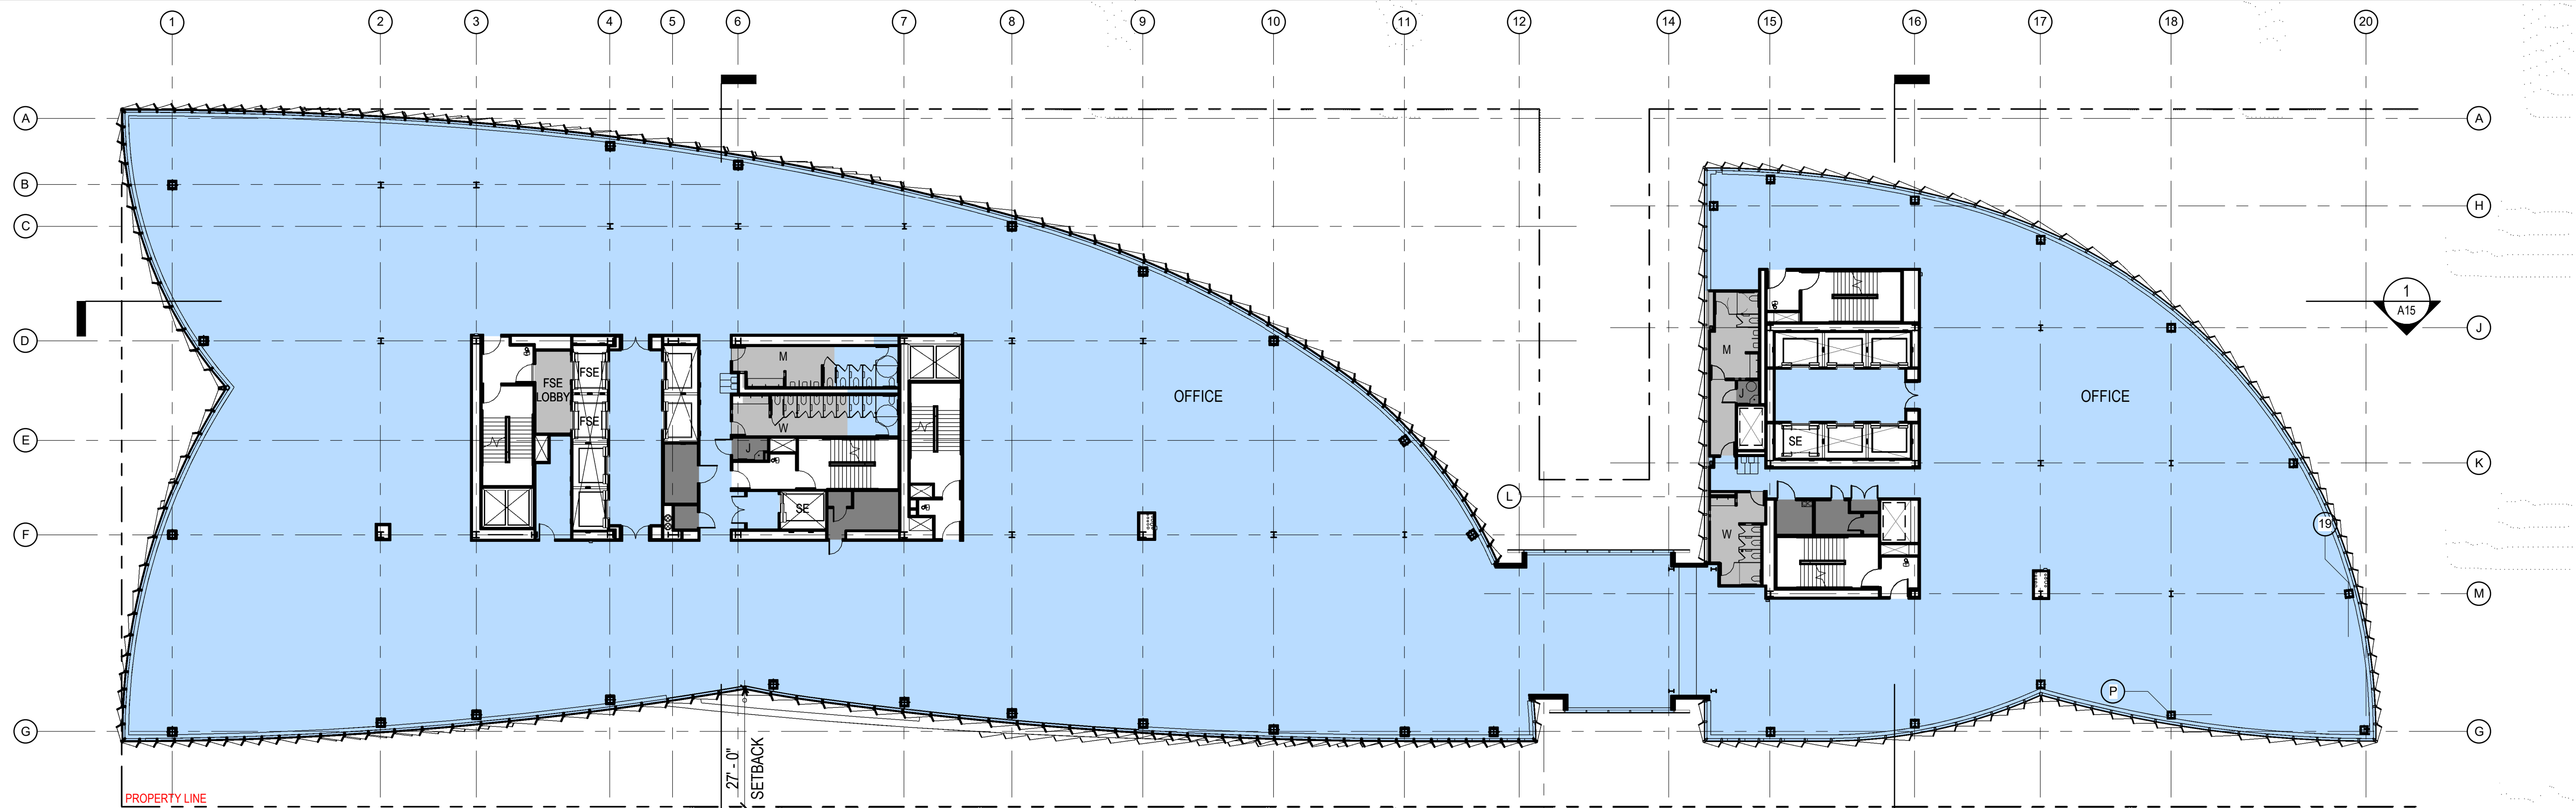 1 2 3 4 5 6 7 8 9 10 11 12 14 15 16 17 18 20
A A
B
C
H
D
J
E
K
L
F
M
G G
1
A15
19
P
FSE
LOBBY
FSE
FSE
M
W
J
SE
OFFICE
M
J
SE
W
OFFICE
27' - 0"
SETBACK
PROPERTY LINE